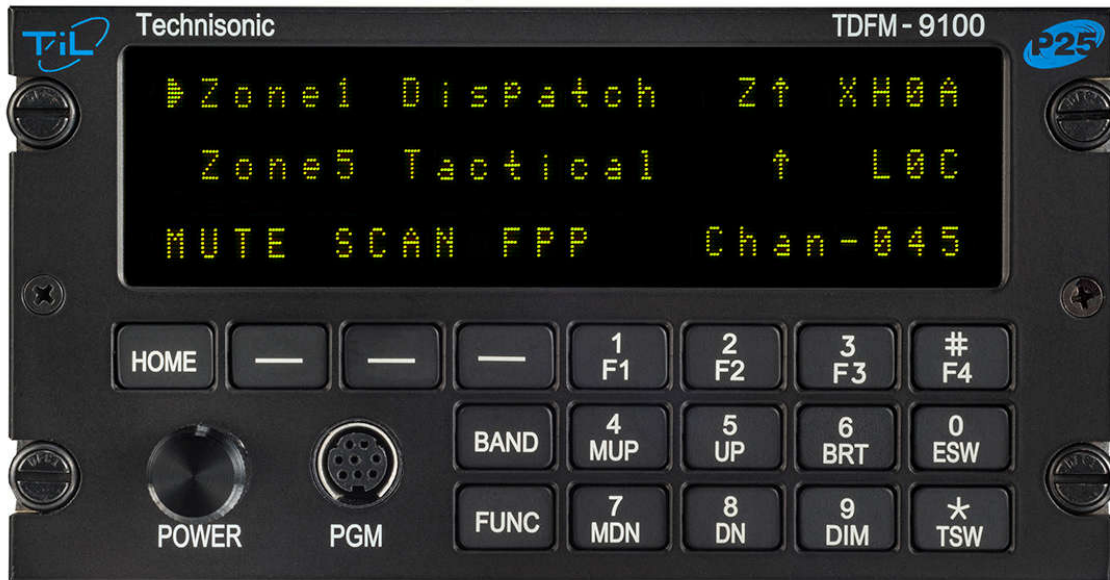 Technisonic TDFM - 9100
TiL
P25
Zone1 Dispatch Z↑ XH0A
Zone5 Tactical ↑ L0C
MUTE SCAN FPP Chan-045
HOME — — — 1 2 3 #
F1 F2 F3 F4
BAND 4 5 6 0
MUP UP BRT ESW
FUNC 7 8 9 *
MDN DN DIM TSW
POWER PGM